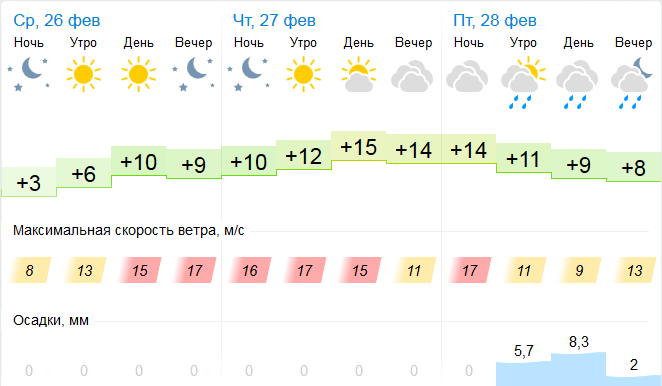 Ср, 26 фев Чт, 27 фев Пт, 28 фев
Ночь Утро День Вечер Ночь Утро День Вечер Ночь Утро День Вечер
+3 +6 +10 +9 +10 +12 +15 +14 +14 +11 +9 +8
Максимальная скорость ветра, м/с
8 13 15 17 16 17 15 11 17 11 9 13
Осадки, мм
0 0 0 0 0 0 0 0 0 5,7 8,3 2